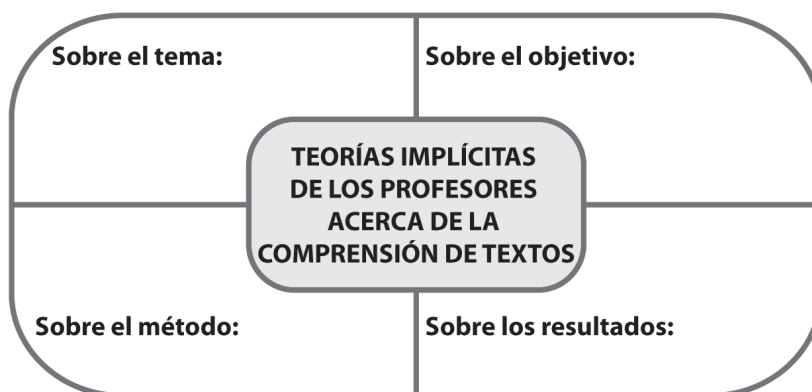 Sobre el tema:
Sobre el objetivo:
TEORÍAS IMPLÍCITAS
DE LOS PROFESORES
ACERCA DE LA
COMPRENSIÓN DE TEXTOS
Sobre el método:
Sobre los resultados: